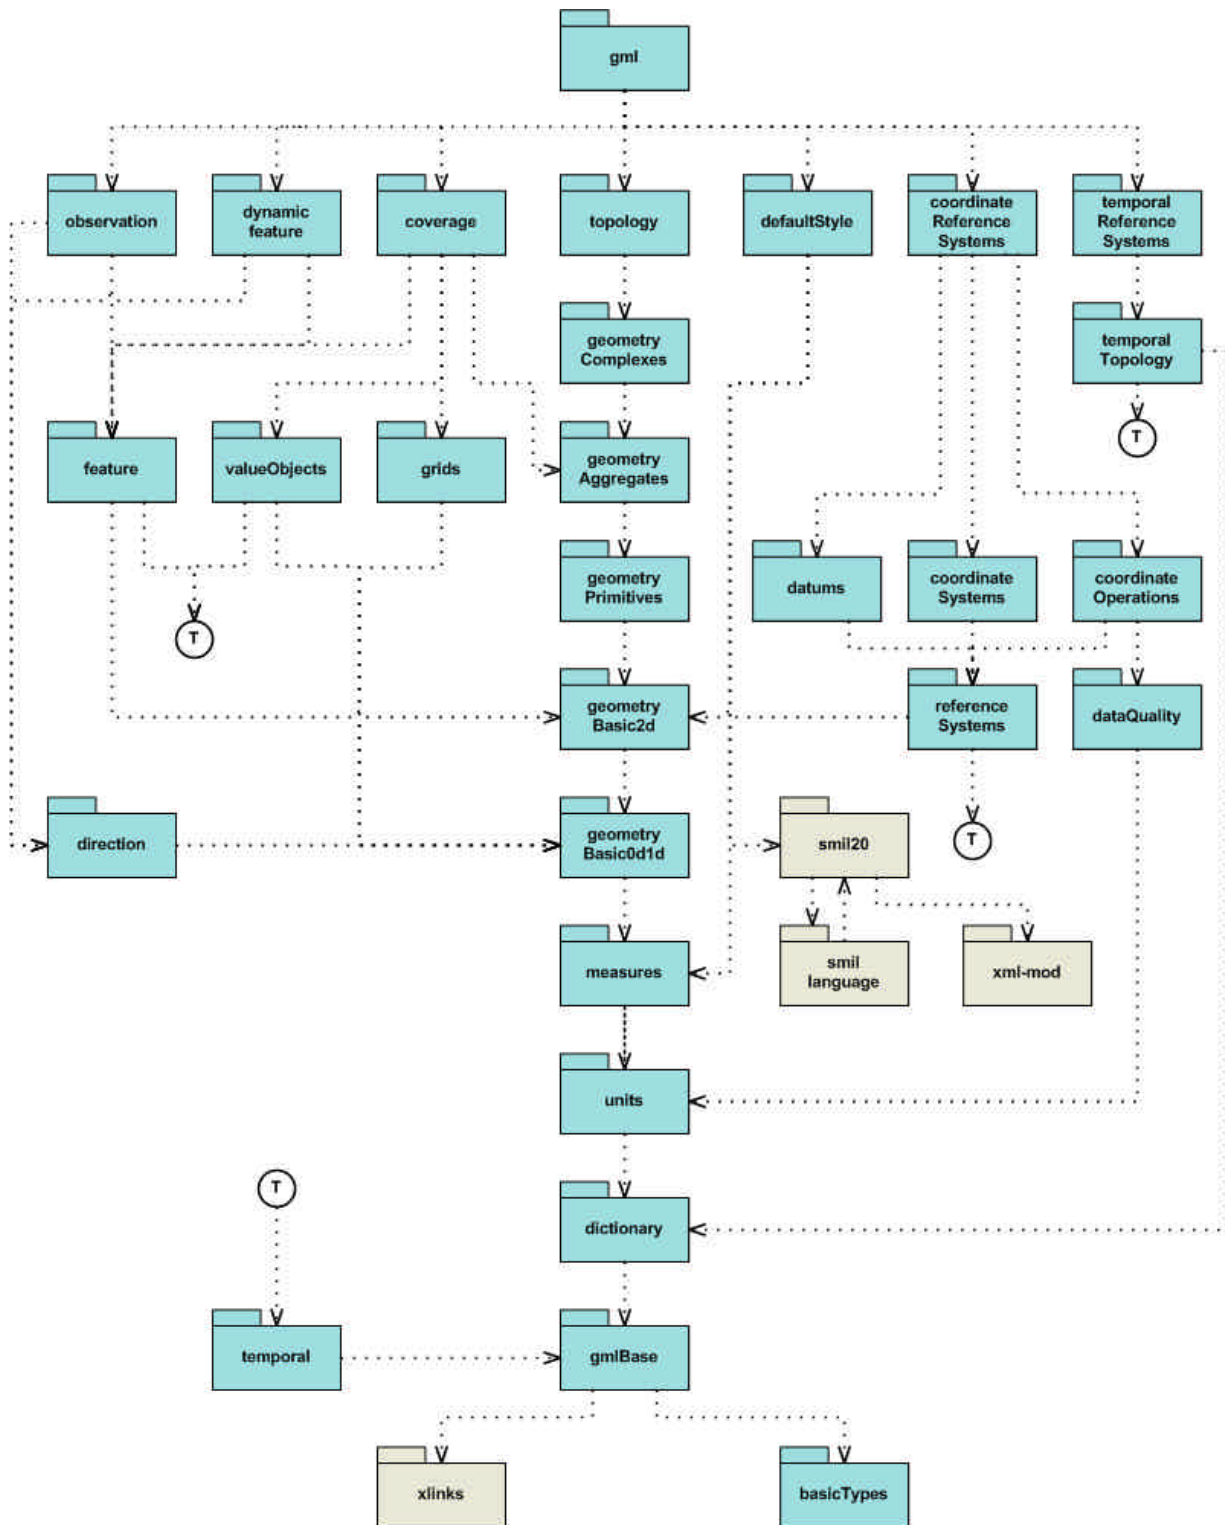 gml
observation
dynamic
feature
coverage
topology
defaultStyle
coordinate
Reference
Systems
temporal
Reference
Systems
geometry
Complexes
temporal
Topology
T
feature
valueObjects
grids
geometry
Aggregates
geometry
Primitives
datums
coordinate
Systems
coordinate
Operations
T
geometry
Basic2d
reference
Systems
dataQuality
direction
geometry
Basic0d1d
smil20
T
measures
smil
language
xml-mod
units
T
dictionary
temporal
gmlBase
xlinks
basicTypes